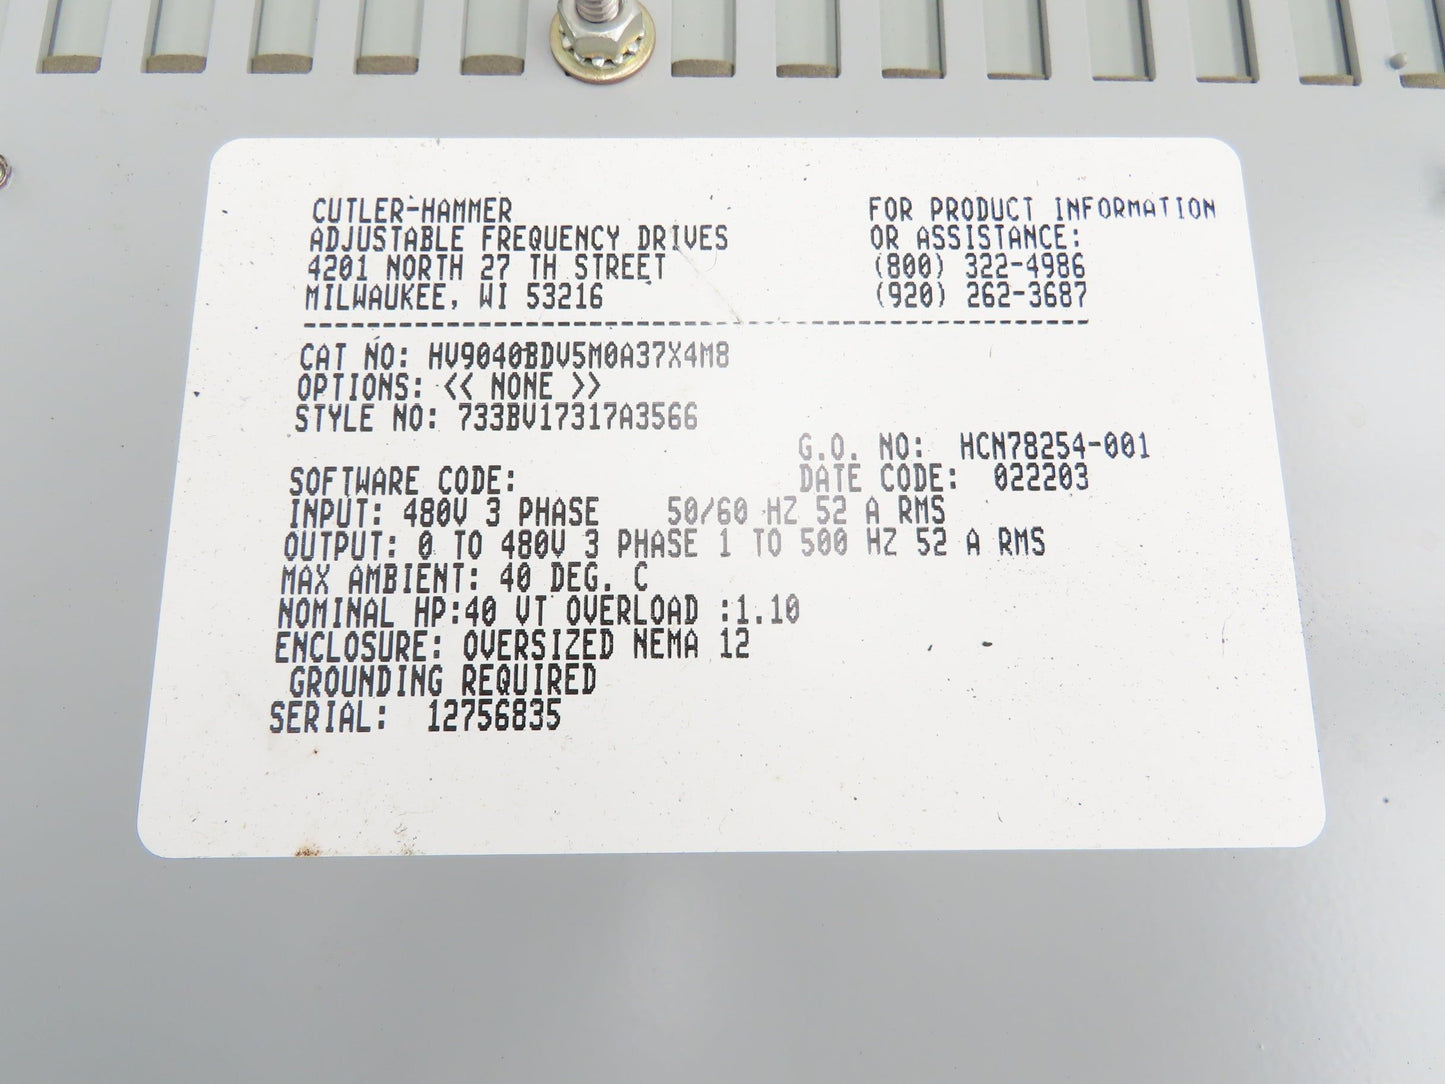 CUTLER-HAMMER
ADJUSTABLE FREQUENCY DRIVES
4201 NORTH 27 TH STREET
MILWAUKEE, WI 53216
FOR PRODUCT INFORMATION
OR ASSISTANCE:
(800) 322-4986
(920) 262-3687
CAT NO: HV9040BDV5M0A37X4M8
OPTIONS: << NONE >>
STYLE NO: 733BV17317A3566
G.O. NO: HCN78254-001
SOFTWARE CODE: DATE CODE: 022203
INPUT: 480V 3 PHASE 50/60 HZ 52 A RMS
OUTPUT: 0 TO 480V 3 PHASE 1 TO 500 HZ 52 A RMS
MAX AMBIENT: 40 DEG. C
NOMINAL HP:40 VT OVERLOAD :1.10
ENCLOSURE: OVERSIZED NEMA 12
GROUNDING REQUIRED
SERIAL: 12756835